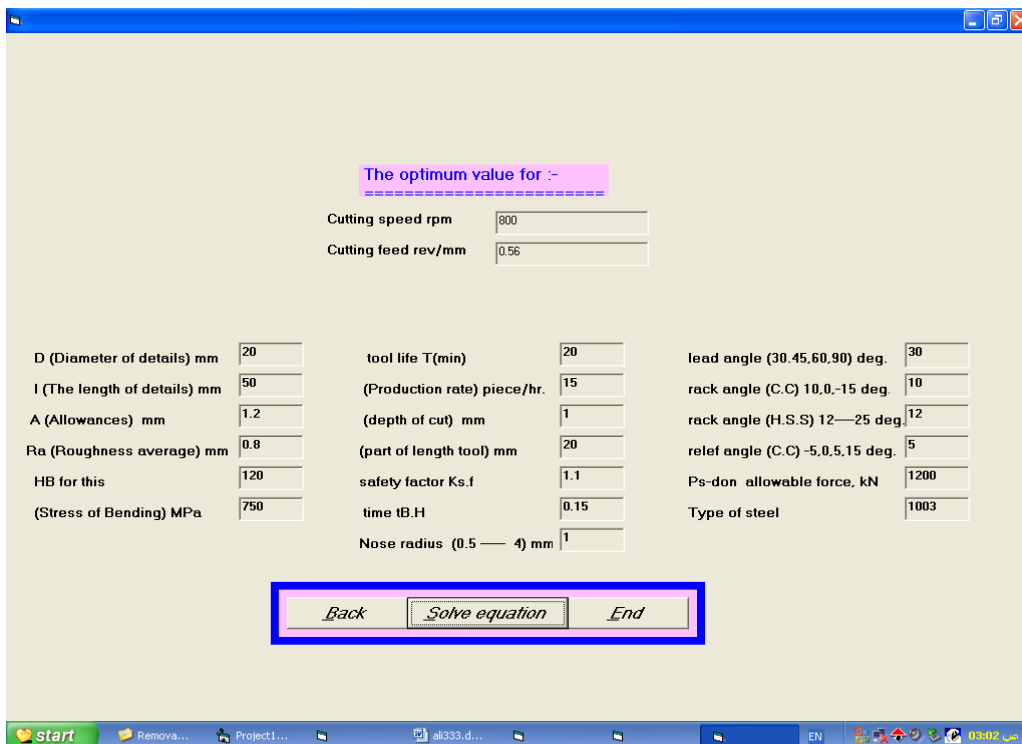 The optimum value for :-
========================
Cutting speed rpm 800
Cutting feed rev/mm 0.56
D (Diameter of details) mm 20
l (The length of details) mm 50
A (Allowances) mm 1.2
Ra (Roughness average) mm 0.8
HB for this 120
(Stress of Bending) MPa 750
tool life T(min) 20
(Production rate) piece/hr. 15
(depth of cut) mm 1
(part of length tool) mm 20
safety factor Ks.f 1.1
time tB.H 0.15
Nose radius (0.5 —— 4) mm 1
lead angle (30.45,60,90) deg. 30
rack angle (C.C) 10,0,-15 deg. 10
rack angle (H.S.S) 12——25 deg. 12
relef angle (C.C) -5,0,5,15 deg. 5
Ps-don allowable force, kN 1200
Type of steel 1003
Back Solve equation End
start Remova... Project1... ali333.d... EN 03:02 ص